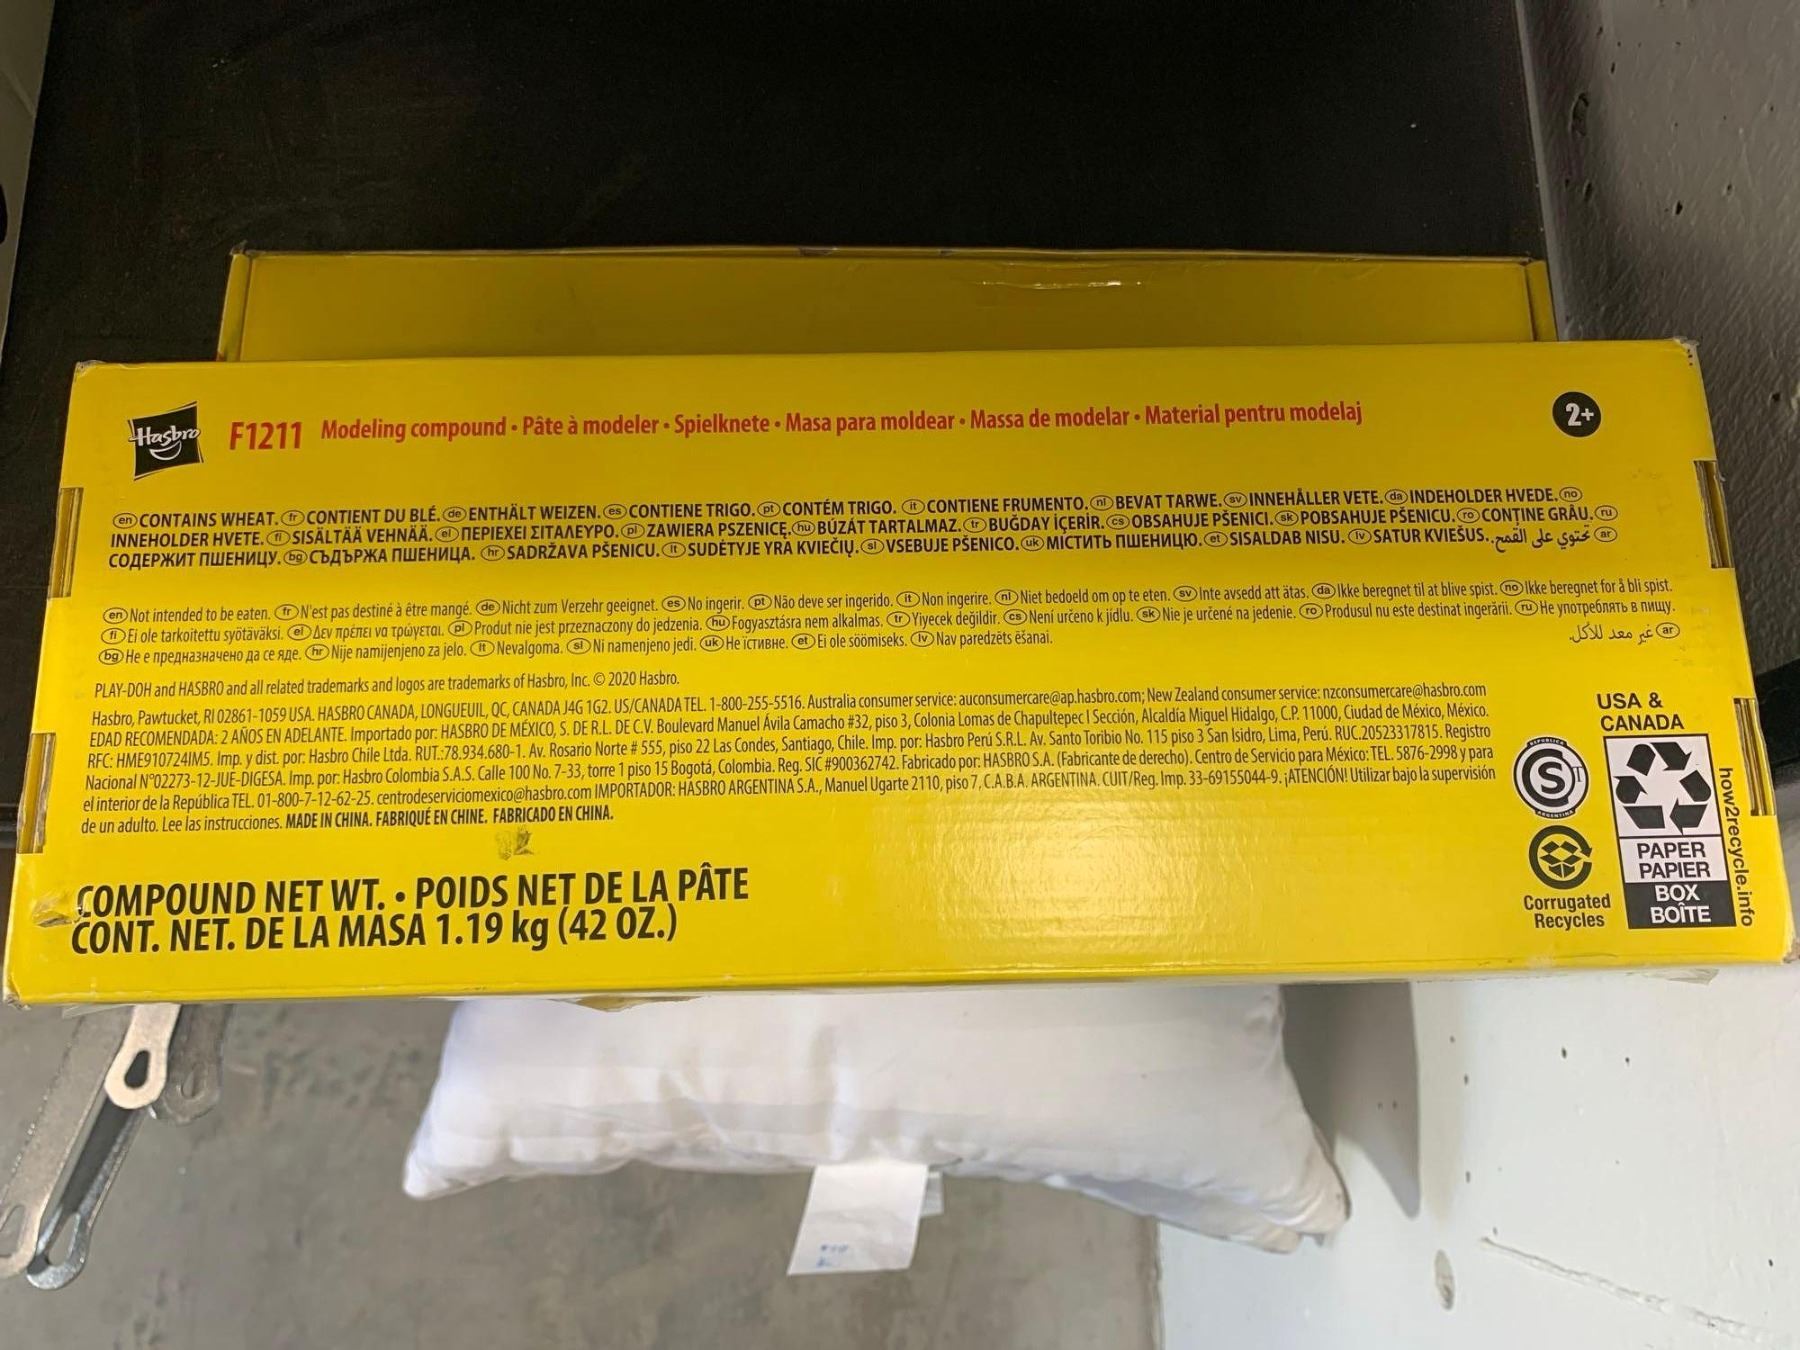 Hasbro
F1211 Modeling compound • Pâte à modeler • Spielknete • Masa para moldear • Massa de modelar • Material pentru modelaj
2+
en CONTAINS WHEAT. fr CONTIENT DU BLÉ. de ENTHÄLT WEIZEN. es CONTIENE TRIGO. pt CONTÉM TRIGO. it CONTIENE FRUMENTO. nl BEVAT TARWE. sv INNEHÅLLER VETE. da INDEHOLDER HVEDE. no
INNEHOLDER HVETE. fi SISÄLTÄÄ VEHNÄÄ. el ΠΕΡΙΕΧΕΙ ΣΙΤΑΛΕΥΡΟ. pl ZAWIERA PSZENICĘ. hu BÚZÁT TARTALMAZ. tr BUĞDAY İÇERİR. cs OBSAHUJE PŠENICI. sk POBSAHUJE PŠENICU. ro CONȚINE GRÂU. ru
СОДЕРЖИТ ПШЕНИЦУ. bg СЪДЪРЖА ПШЕНИЦА. hr SADRŽAVA PŠENICU. lt SUDĖTYJE YRA KVIEČIŲ. sl VSEBUJE PŠENICO. uk МІСТИТЬ ПШЕНИЦЮ. et SISALDAB NISU. lv SATUR KVIEŠUS. ar تحتوي على القمح.
en Not intended to be eaten. fr N'est pas destiné à être mangé. de Nicht zum Verzehr geeignet. es No ingerir. pt Não deve ser ingerido. it Non ingerire. nl Niet bedoeld om op te eten. sv Inte avsedd att ätas. da Ikke beregnet til at blive spist. no Ikke beregnet for å bli spist.
fi Ei ole tarkoitettu syötäväksi. el Δεν πρέπει να τρώγεται. pl Produt nie jest przeznaczony do jedzenia. hu Fogyasztásra nem alkalmas. tr Yiyecek değildir. cs Není určeno k jídlu. sk Nie je určené na jedenie. ro Produsul nu este destinat ingerării. ru Не употреблять в пищу.
bg Не е предназначено да се яде. hr Nije namijenjeno za jelo. lt Nevalgoma. sl Ni namenjeno jedi. uk Не їстивне. et Ei ole söömiseks. lv Nav paredzēts ēšanai. ar غير معد للأكل.
PLAY-DOH and HASBRO and all related trademarks and logos are trademarks of Hasbro, Inc. © 2020 Hasbro.
Hasbro, Pawtucket, RI 02861-1059 USA. HASBRO CANADA, LONGUEUIL, QC, CANADA J4G 1G2. US/CANADA TEL. 1-800-255-5516. Australia consumer service: auconsumercare@ap.hasbro.com; New Zealand consumer service: nzconsumercare@hasbro.com
EDAD RECOMENDADA: 2 AÑOS EN ADELANTE. Importado por: HASBRO DE MÉXICO, S. DE R.L. DE C.V. Boulevard Manuel Ávila Camacho #32, piso 3, Colonia Lomas de Chapultepec I Sección, Alcaldía Miguel Hidalgo, C.P. 11000, Ciudad de México, México.
RFC: HME910724IM5. Imp. y dist. por: Hasbro Chile Ltda. RUT.:78.934.680-1. Av. Rosario Norte # 555, piso 22 Las Condes, Santiago, Chile. Imp. por: Hasbro Perú S.R.L. Av. Santo Toribio No. 115 piso 3 San Isidro, Lima, Perú. RUC.20523317815. Registro
Nacional N°02273-12-JUE-DIGESA. Imp. por: Hasbro Colombia S.A.S. Calle 100 No. 7-33, torre 1 piso 15 Bogotá, Colombia. Reg. SIC #900362742. Fabricado por: HASBRO S.A. (Fabricante de derecho). Centro de Servicio para México: TEL. 5876-2998 y para
el interior de la República TEL. 01-800-7-12-62-25. centrodeserviciomexico@hasbro.com IMPORTADOR: HASBRO ARGENTINA S.A., Manuel Ugarte 2110, piso 7, C.A.B.A. ARGENTINA. CUIT/Reg. Imp. 33-69155044-9. ¡ATENCIÓN! Utilizar bajo la supervisión
de un adulto. Lee las instrucciones. MADE IN CHINA. FABRIQUÉ EN CHINE. FABRICADO EN CHINA.
COMPOUND NET WT. • POIDS NET DE LA PÂTE
CONT. NET. DE LA MASA 1.19 kg (42 OZ.)
REPUBLICA
S
ARGENTINA
Corrugated
Recycles
USA &
CANADA
PAPER
PAPIER
BOX
BOÎTE
how2recycle.info